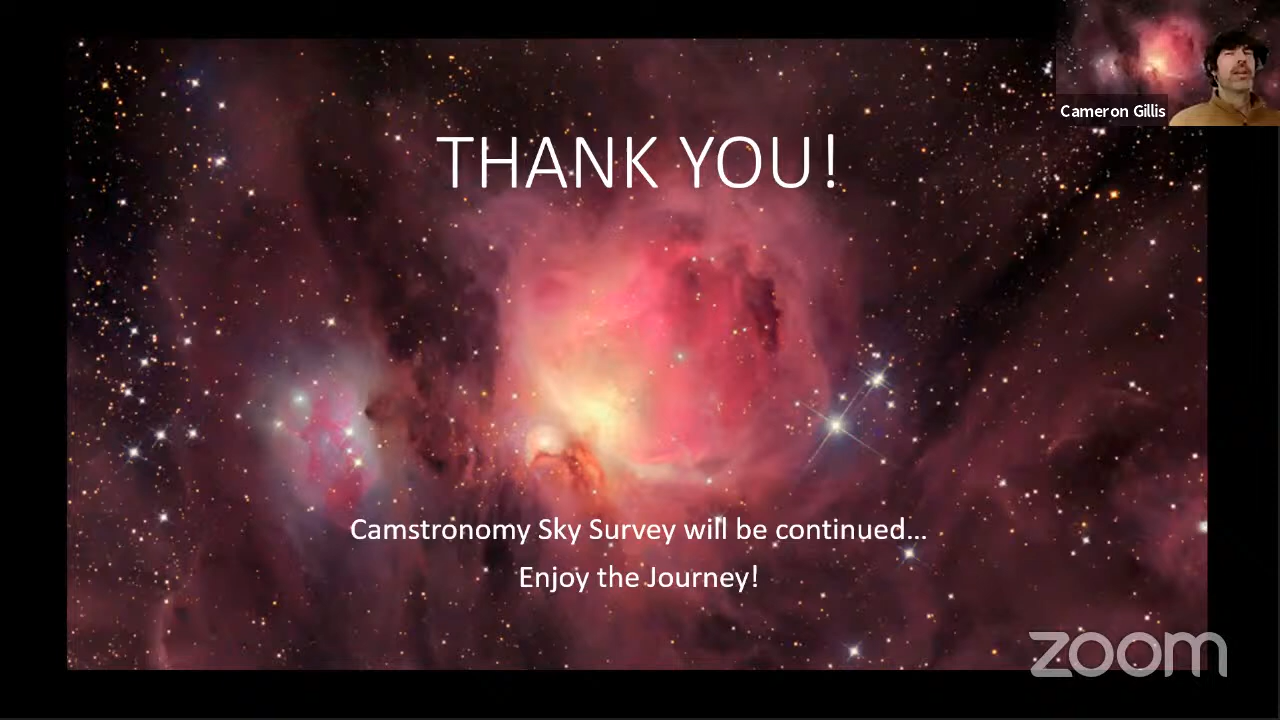 Cameron Gillis
THANK YOU!
Camstronomy Sky Survey will be continued...
Enjoy the Journey!
zoom